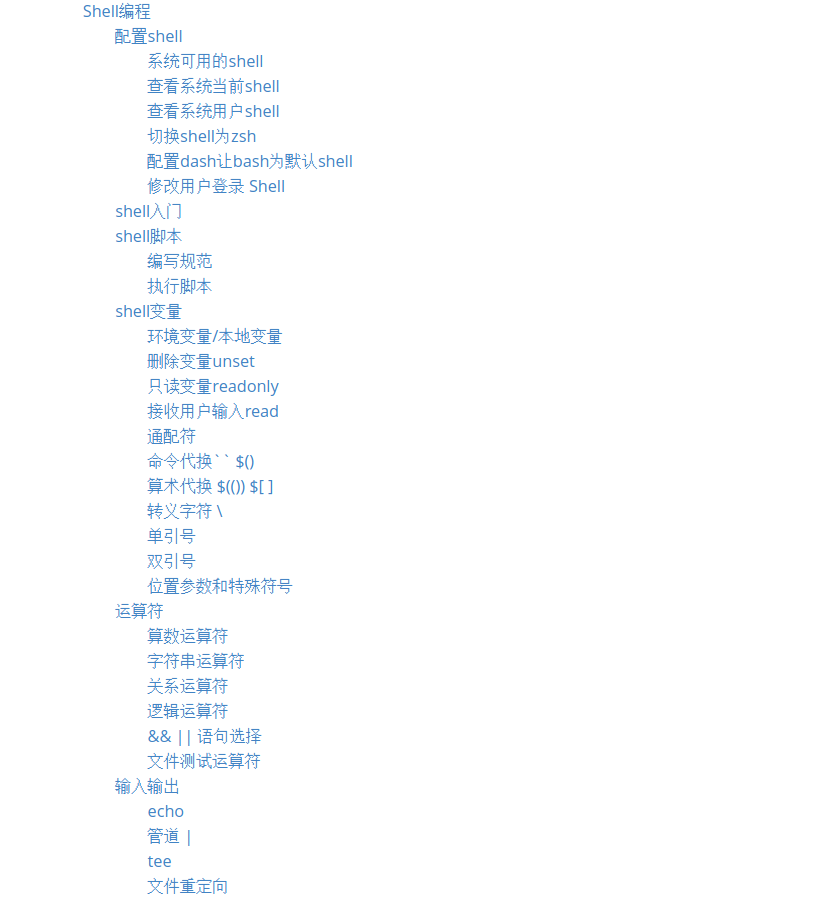 Shell编程
配置shell
系统可用的shell
查看系统当前shell
查看系统用户shell
切换shell为zsh
配置dash让bash为默认shell
修改用户登录 Shell
shell入门
shell脚本
编写规范
执行脚本
shell变量
环境变量/本地变量
删除变量unset
只读变量readonly
接收用户输入read
通配符
命令代换`` $()
算术代换 $(()) $[ ]
转义字符 \
单引号
双引号
位置参数和特殊符号
运算符
算数运算符
字符串运算符
关系运算符
逻辑运算符
&& || 语句选择
文件测试运算符
输入输出
echo
管道 |
tee
文件重定向